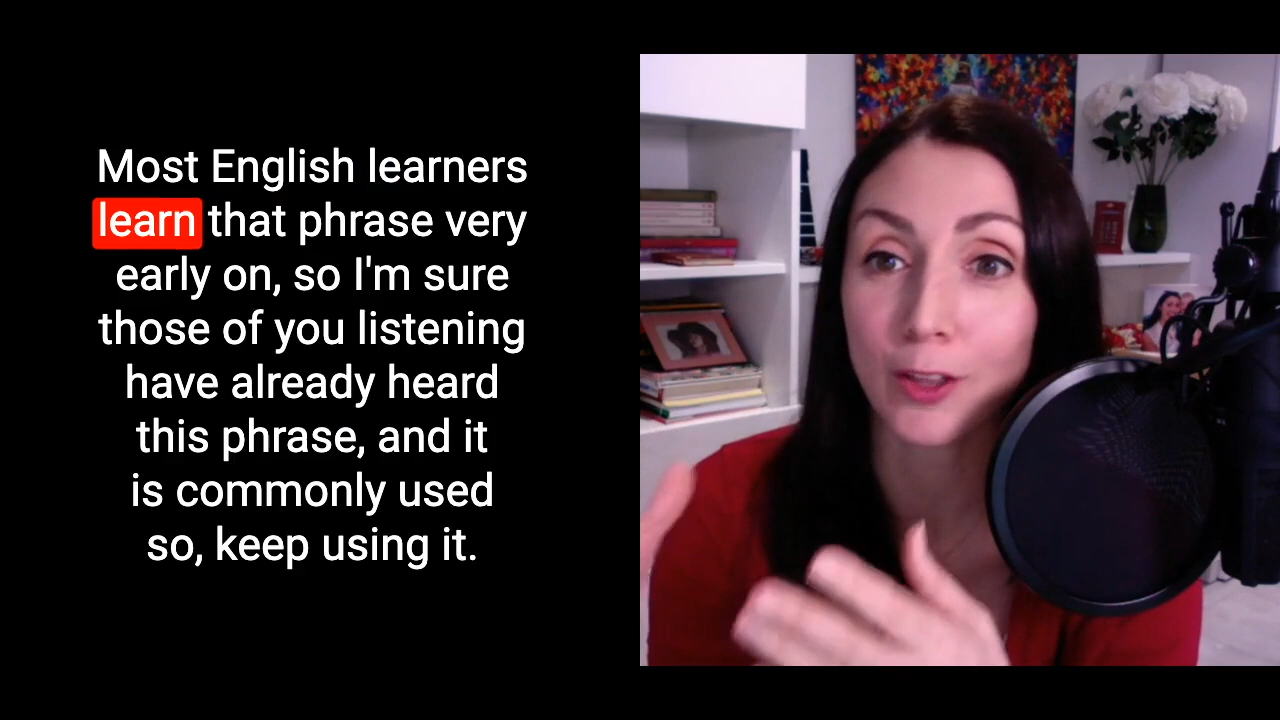 Most English learners
learn that phrase very
early on, so I'm sure
those of you listening
have already heard
this phrase, and it
is commonly used
so, keep using it.